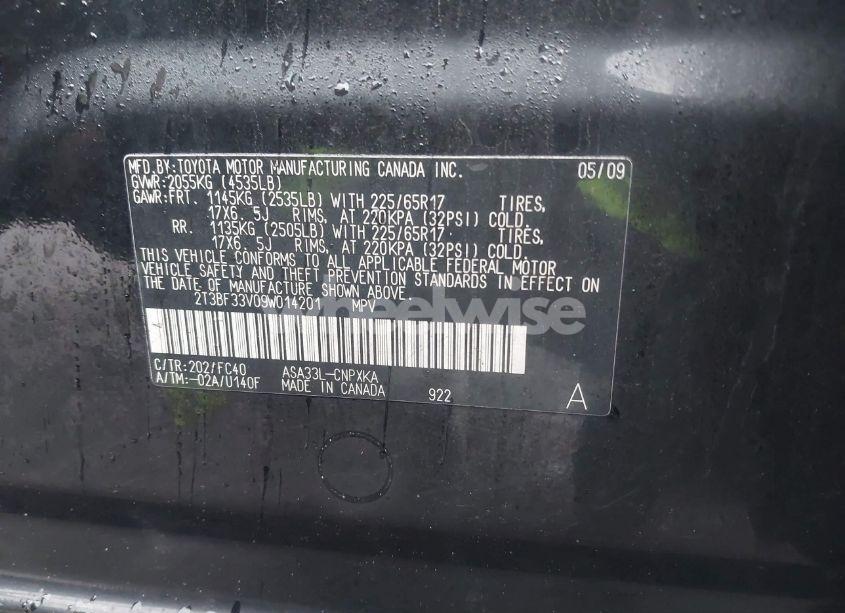 MFD.BY:TOYOTA MOTOR MANUFACTURING CANADA INC. 05/09
GVWR:2055KG (4535LB)
GAWR:FRT. 1145KG (2535LB) WITH 225/65R17 TIRES,
17X6. 5J RIMS, AT 220KPA (32PSI) COLD.
RR. 1135KG (2505LB) WITH 225/65R17 TIRES,
17X6. 5J RIMS, AT 220KPA (32PSI) COLD.
THIS VEHICLE CONFORMS TO ALL APPLICABLE FEDERAL MOTOR
VEHICLE SAFETY AND THEFT PREVENTION STANDARDS IN EFFECT ON
THE DATE OF MANUFACTURE SHOWN ABOVE.
2T3BF33V09W014201 MPV
wheelwise
C/TR:202/FC40 ASA33L-CNPXKA
A/TM:-02A/U140F MADE IN CANADA 922 A